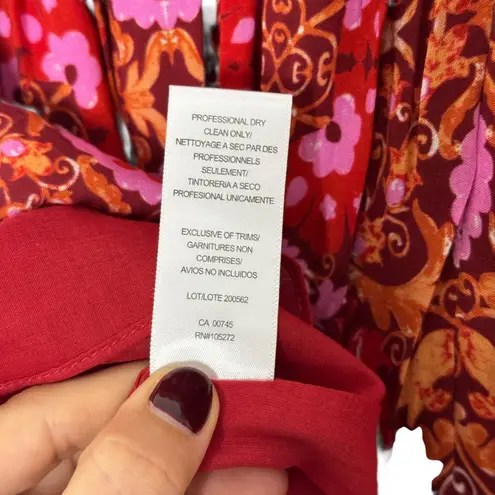 PROFESSIONAL DRY
CLEAN ONLY/
NETTOYAGE A SEC PAR DES
PROFESSIONNELS
SEULEMENT/
TINTORERIA A SECO
PROFESIONAL UNICAMENTE
EXCLUSIVE OF TRIMS/
GARNITURES NON
COMPRISES/
AVIOS NO INCLUIDOS
LOT/LOTE 200562
CA 00745
RN#105272